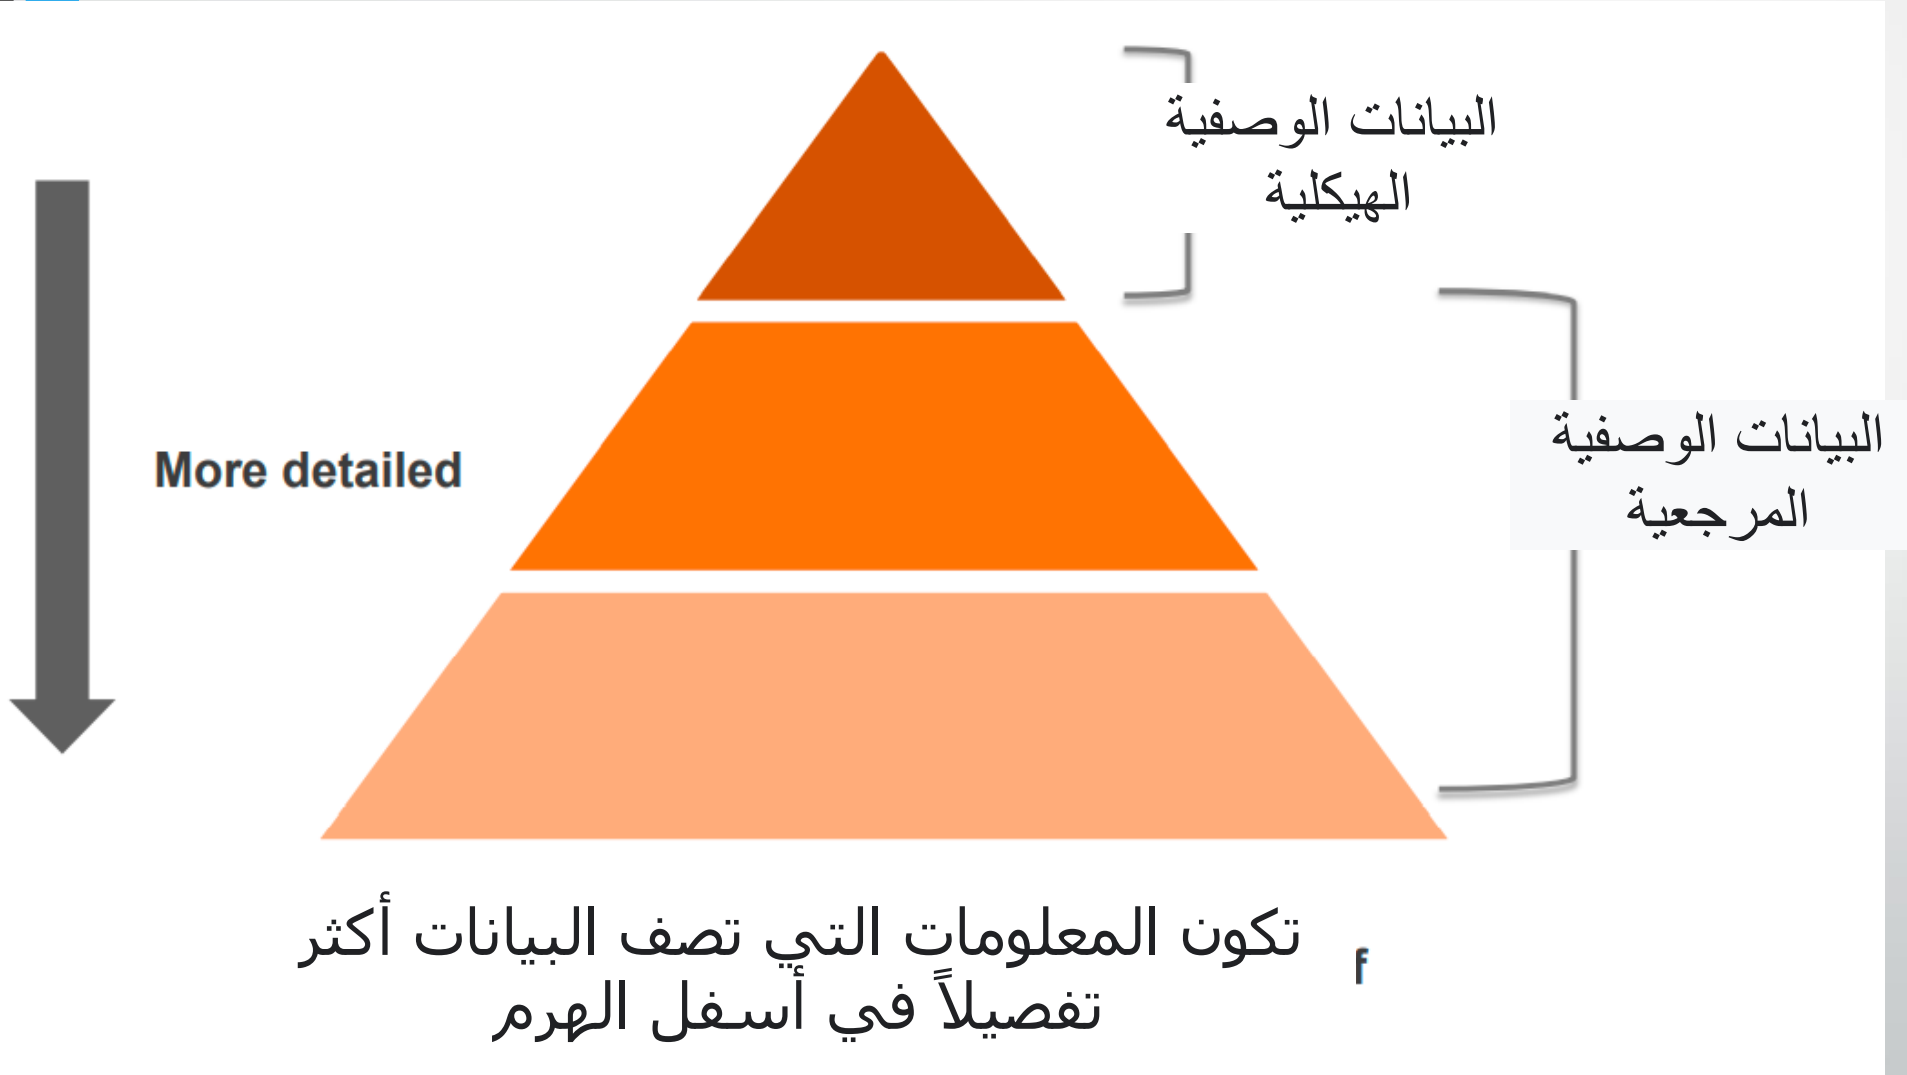 البيانات الوصفية
الهيكلية
More detailed
البيانات الوصفية
المرجعية
تكون المعلومات التي تصف البيانات أكثر
تفصيلاً في أسفل الهرم
f